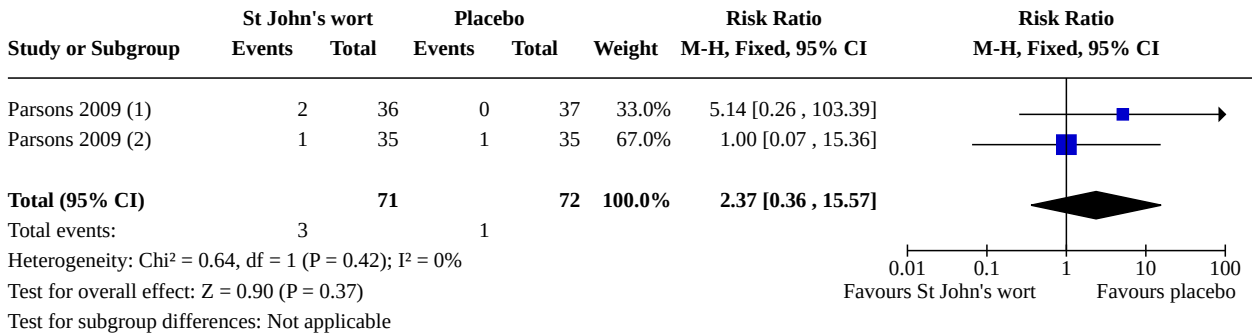 St John's wort Placebo Risk Ratio Risk Ratio
Study or Subgroup Events Total Events Total Weight M-H, Fixed, 95% CI M-H, Fixed, 95% CI
Parsons 2009 (1) 2 36 0 37 33.0% 5.14 [0.26 , 103.39]
Parsons 2009 (2) 1 35 1 35 67.0% 1.00 [0.07 , 15.36]
Total (95% CI) 71 72 100.0% 2.37 [0.36 , 15.57]
Total events: 3 1
Heterogeneity: Chi² = 0.64, df = 1 (P = 0.42); I² = 0%
0.01 0.1 1 10 100
Test for overall effect: Z = 0.90 (P = 0.37) Favours St John's wort Favours placebo
Test for subgroup differences: Not applicable